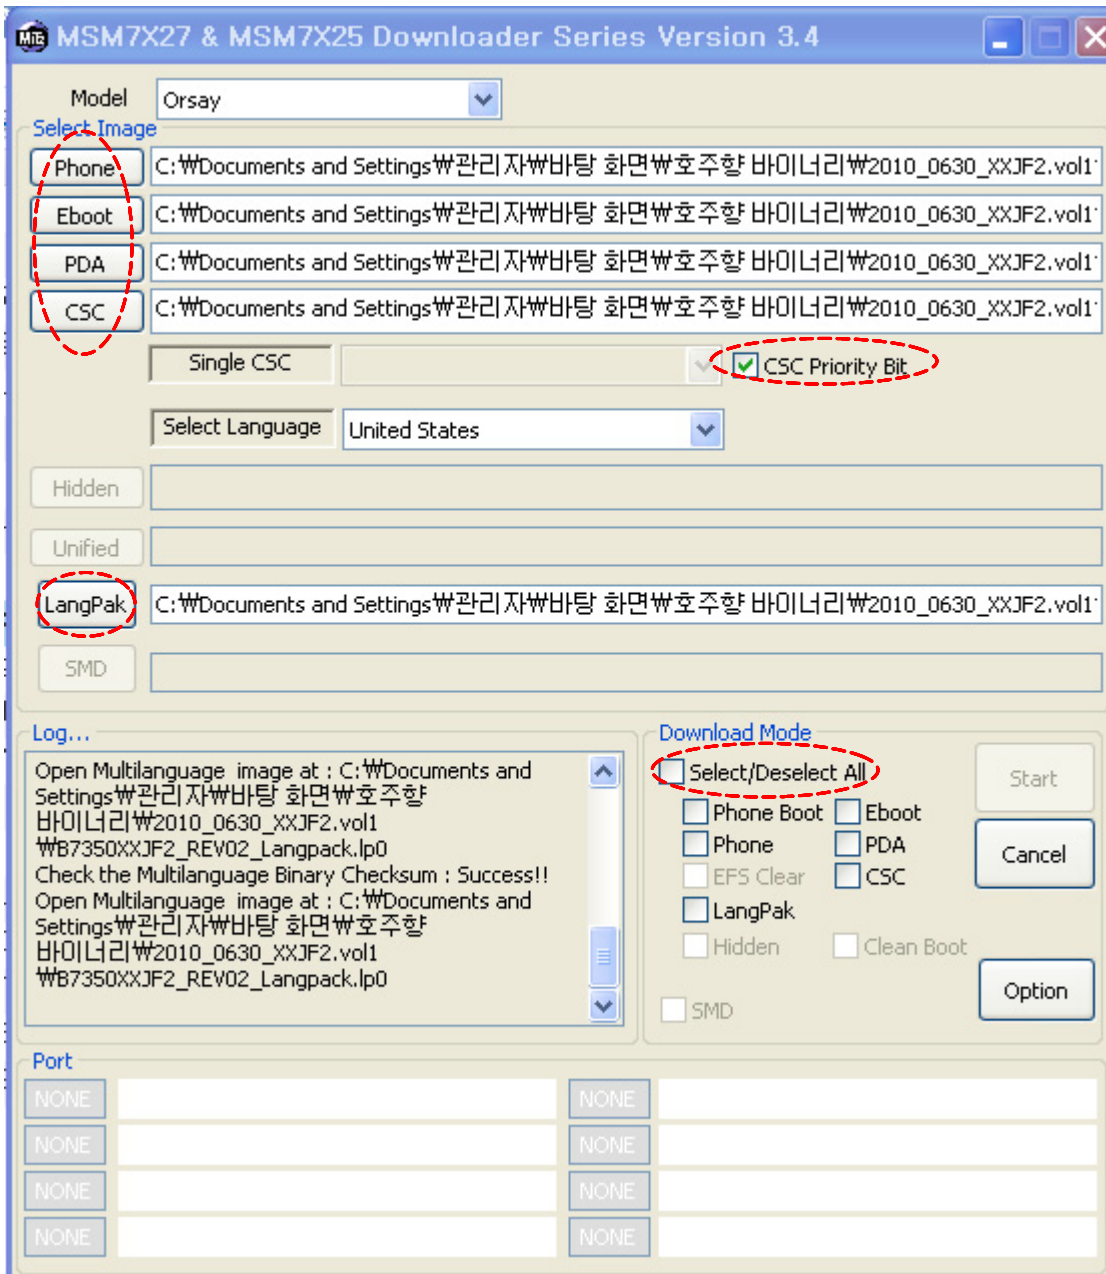 MITs MSM7X27 & MSM7X25 Downloader Series Version 3.4
Model Orsay
Select Image
Phone C:₩Documents and Settings₩관리자₩바탕 화면₩호주향 바이너리₩2010_0630_XXJF2.vol1
Eboot C:₩Documents and Settings₩관리자₩바탕 화면₩호주향 바이너리₩2010_0630_XXJF2.vol1
PDA C:₩Documents and Settings₩관리자₩바탕 화면₩호주향 바이너리₩2010_0630_XXJF2.vol1
CSC C:₩Documents and Settings₩관리자₩바탕 화면₩호주향 바이너리₩2010_0630_XXJF2.vol1
Single CSC CSC Priority Bit
Select Language United States
Hidden
Unified
LangPak C:₩Documents and Settings₩관리자₩바탕 화면₩호주향 바이너리₩2010_0630_XXJF2.vol1
SMD
Log...
Open Multilanguage image at : C:₩Documents and
Settings₩관리자₩바탕 화면₩호주향
바이너리₩2010_0630_XXJF2.vol1
₩B7350XXJF2_REV02_Langpack.lp0
Check the Multilanguage Binary Checksum : Success!!
Open Multilanguage image at : C:₩Documents and
Settings₩관리자₩바탕 화면₩호주향
바이너리₩2010_0630_XXJF2.vol1
₩B7350XXJF2_REV02_Langpack.lp0
Download Mode
Select/Deselect All
Phone Boot Eboot
Phone PDA
EFS Clear CSC
LangPak
Hidden Clean Boot
SMD
Start
Cancel
Option
Port
NONE NONE
NONE NONE
NONE NONE
NONE NONE